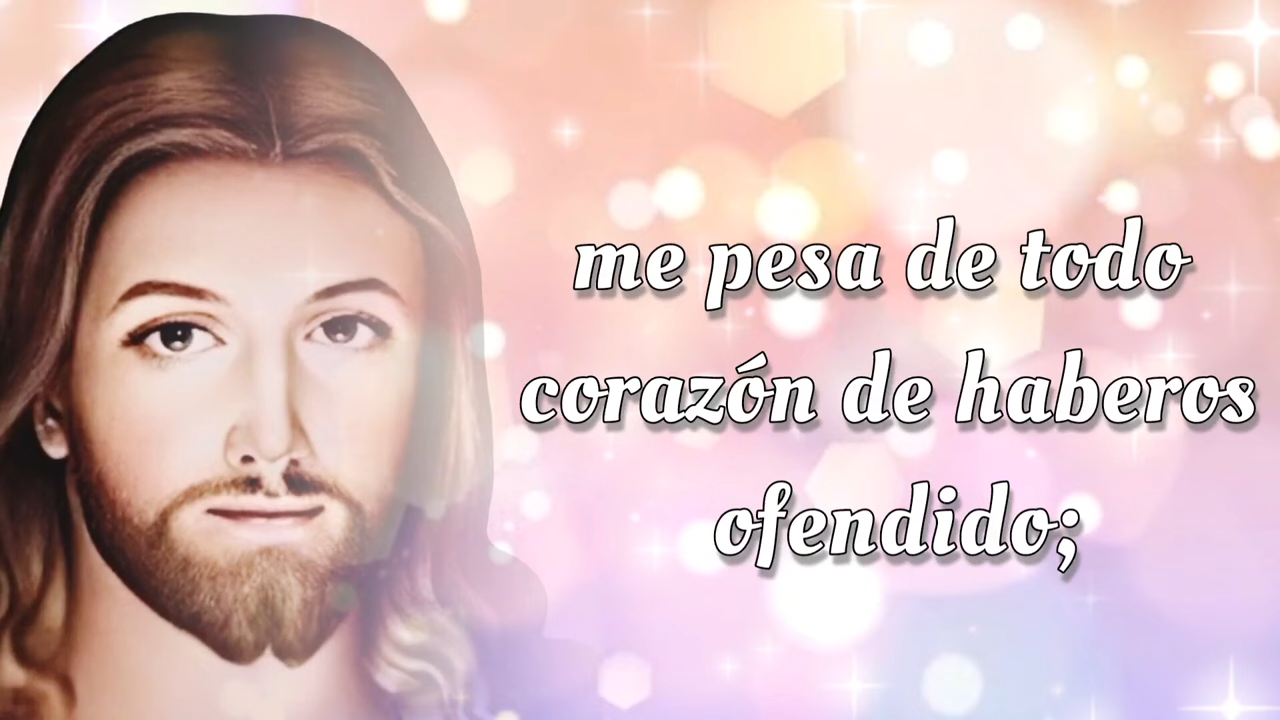 me pesa de todo
corazón de haberos
ofendido;